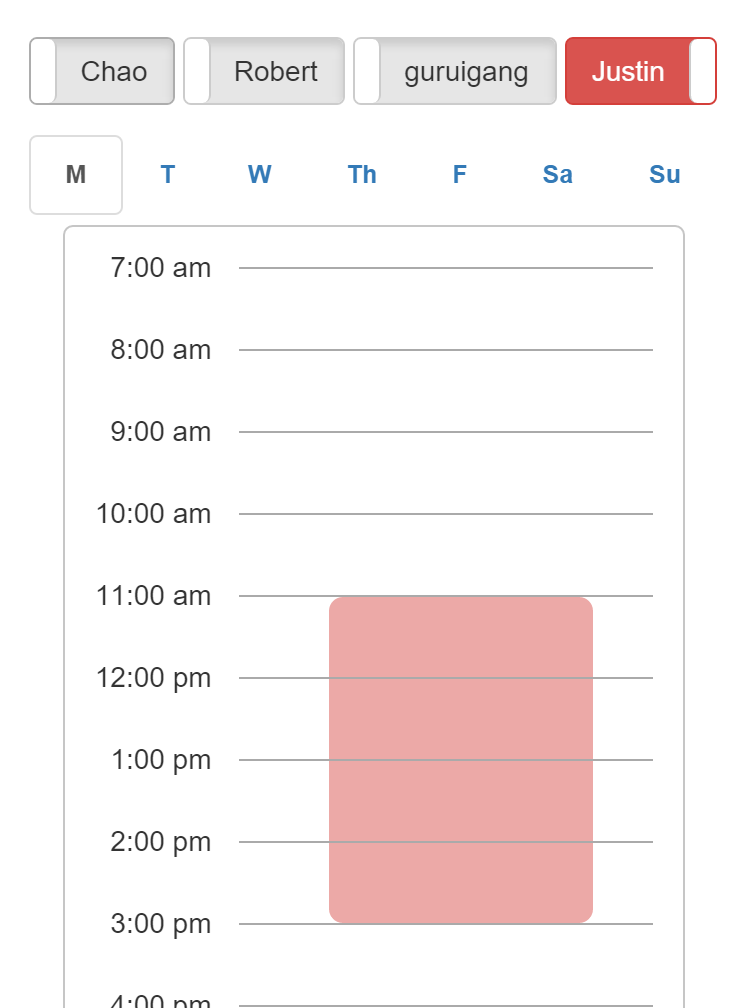 Chao Robert guruigang Justin
M T W Th F Sa Su
7:00 am
8:00 am
9:00 am
10:00 am
11:00 am
12:00 pm
1:00 pm
2:00 pm
3:00 pm
4:00 pm